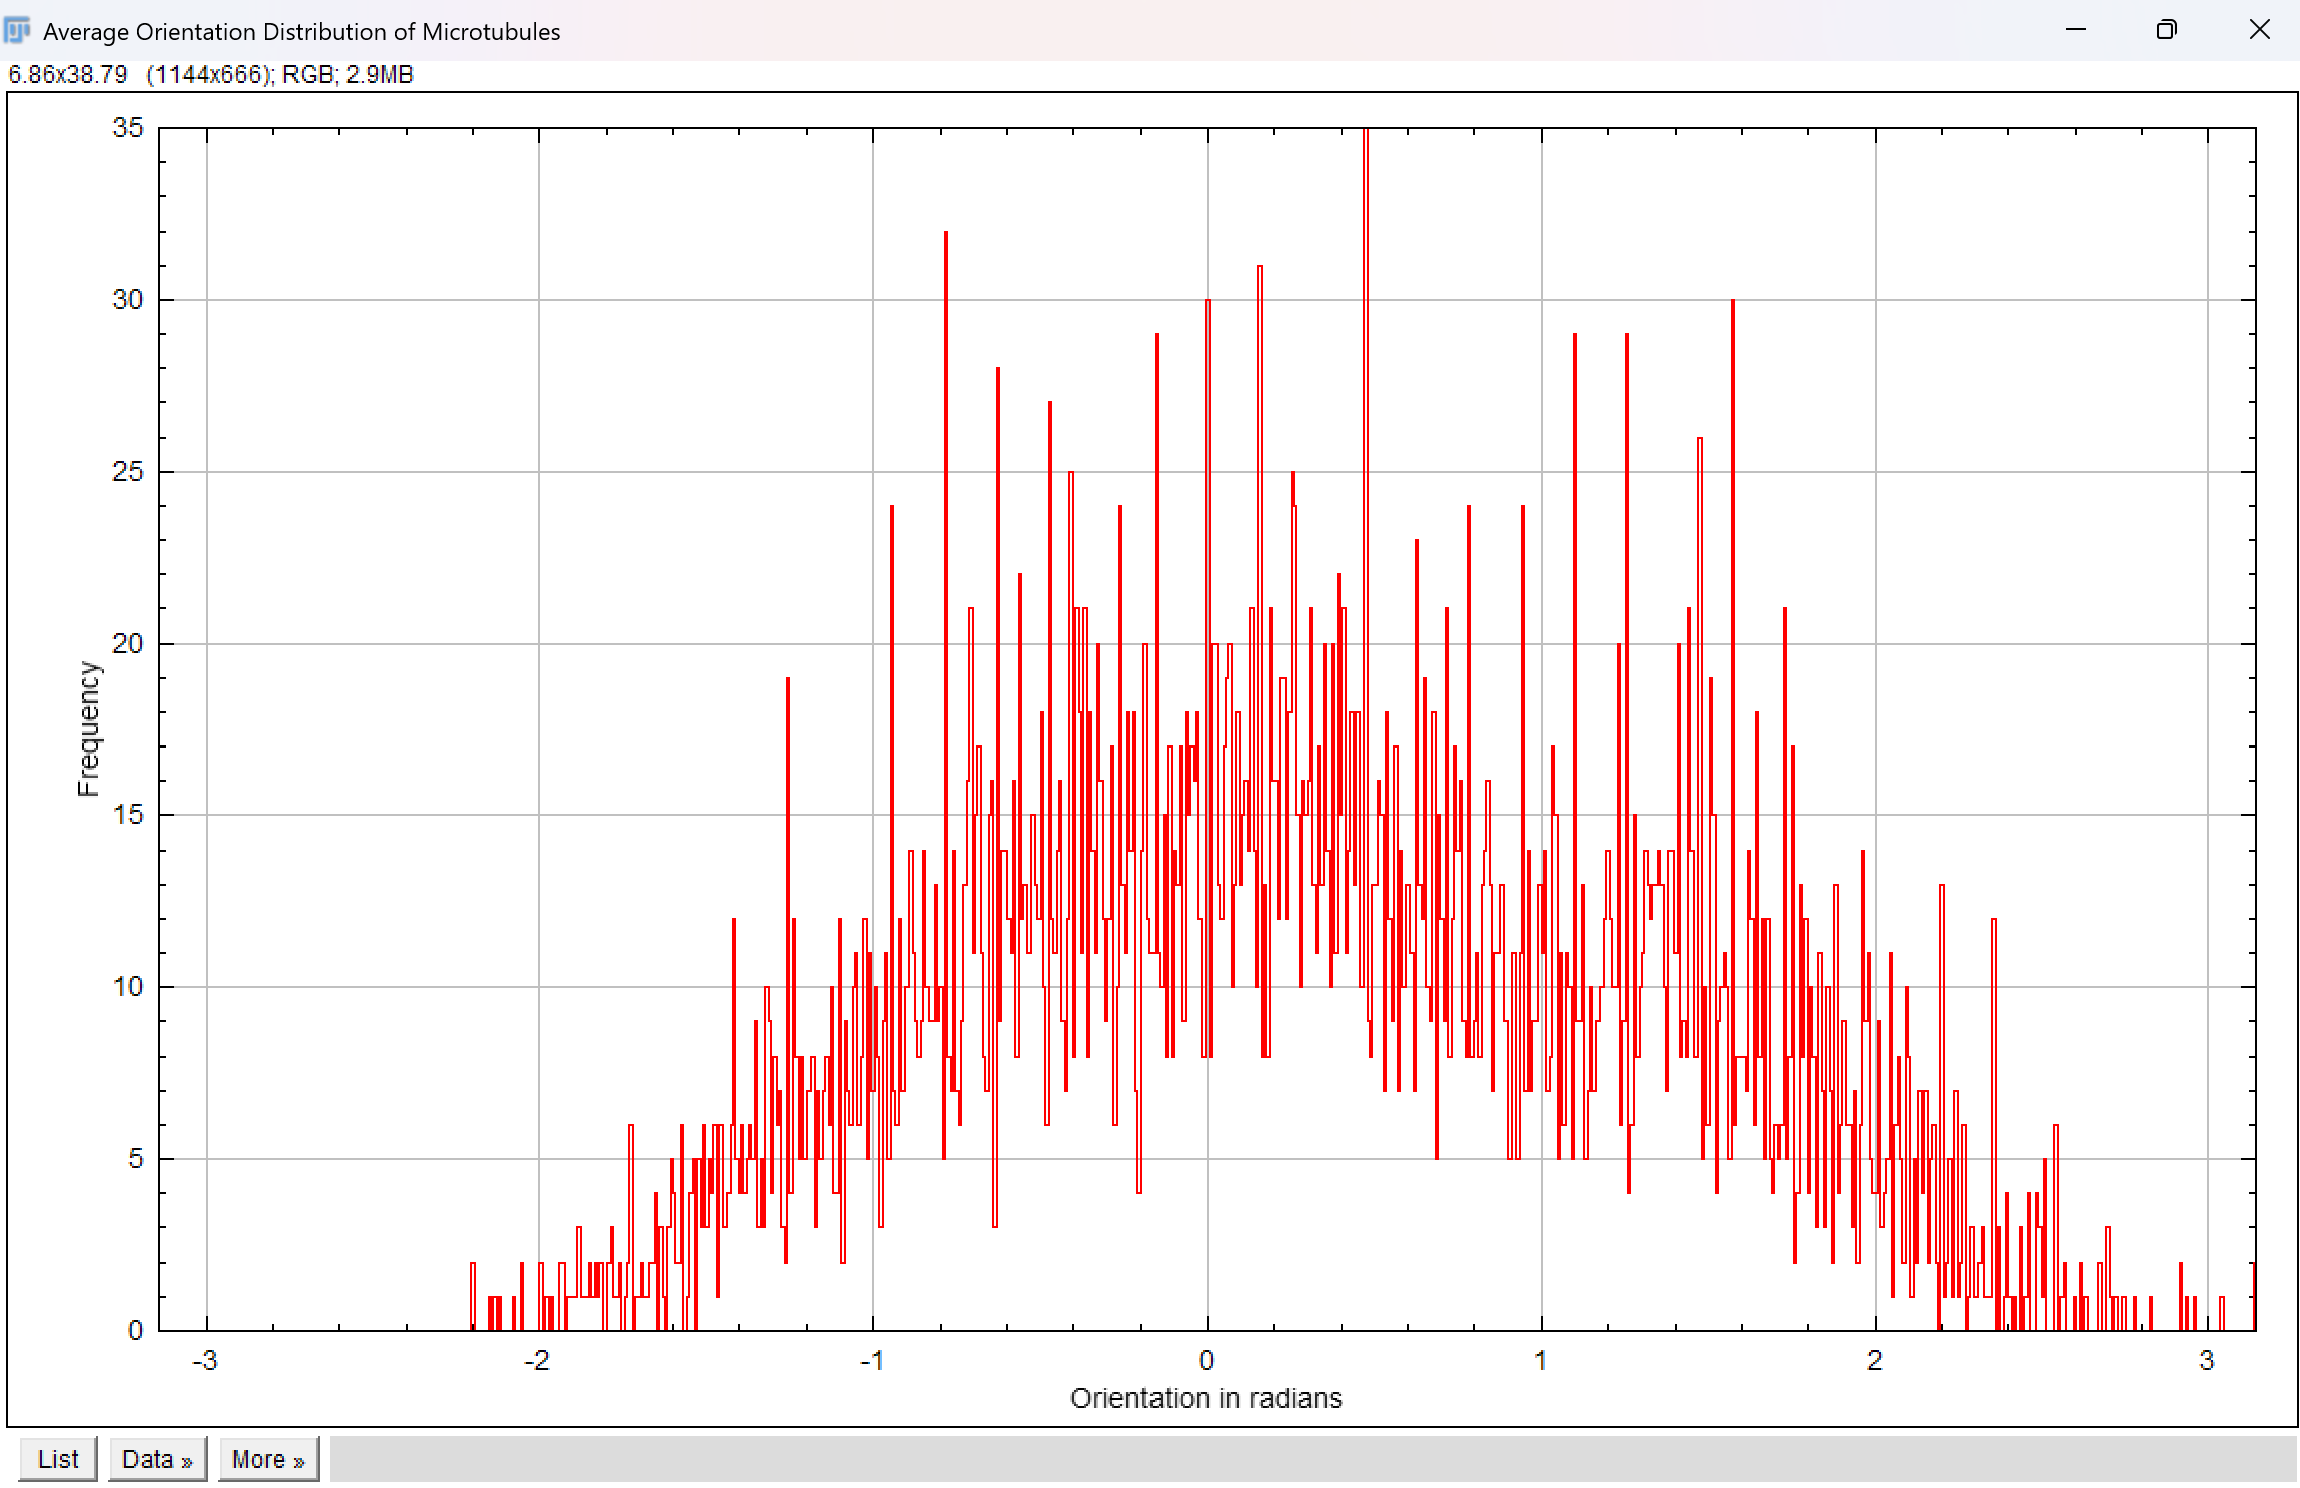 Average Orientation Distribution of Microtubules
6.86x38.79 (1144x666); RGB; 2.9MB
35
30
25
20
15
10
5
0
Frequency
-3 -2 -1 0 1 2 3
Orientation in radians
List Data » More »